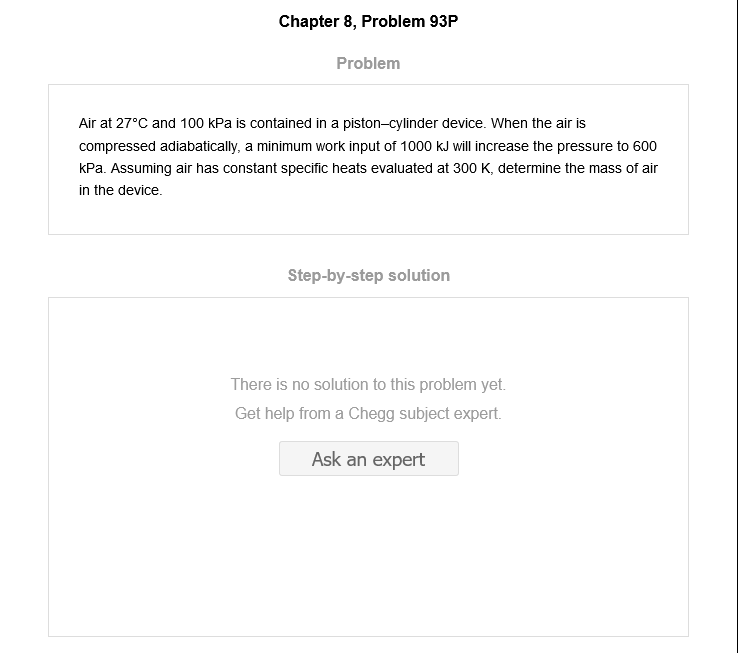 Chapter 8, Problem 93P
Problem
Air at 27°C and 100 kPa is contained in a piston–cylinder device. When the air is
compressed adiabatically, a minimum work input of 1000 kJ will increase the pressure to 600
kPa. Assuming air has constant specific heats evaluated at 300 K, determine the mass of air
in the device.
Step-by-step solution
There is no solution to this problem yet.
Get help from a Chegg subject expert.
Ask an expert